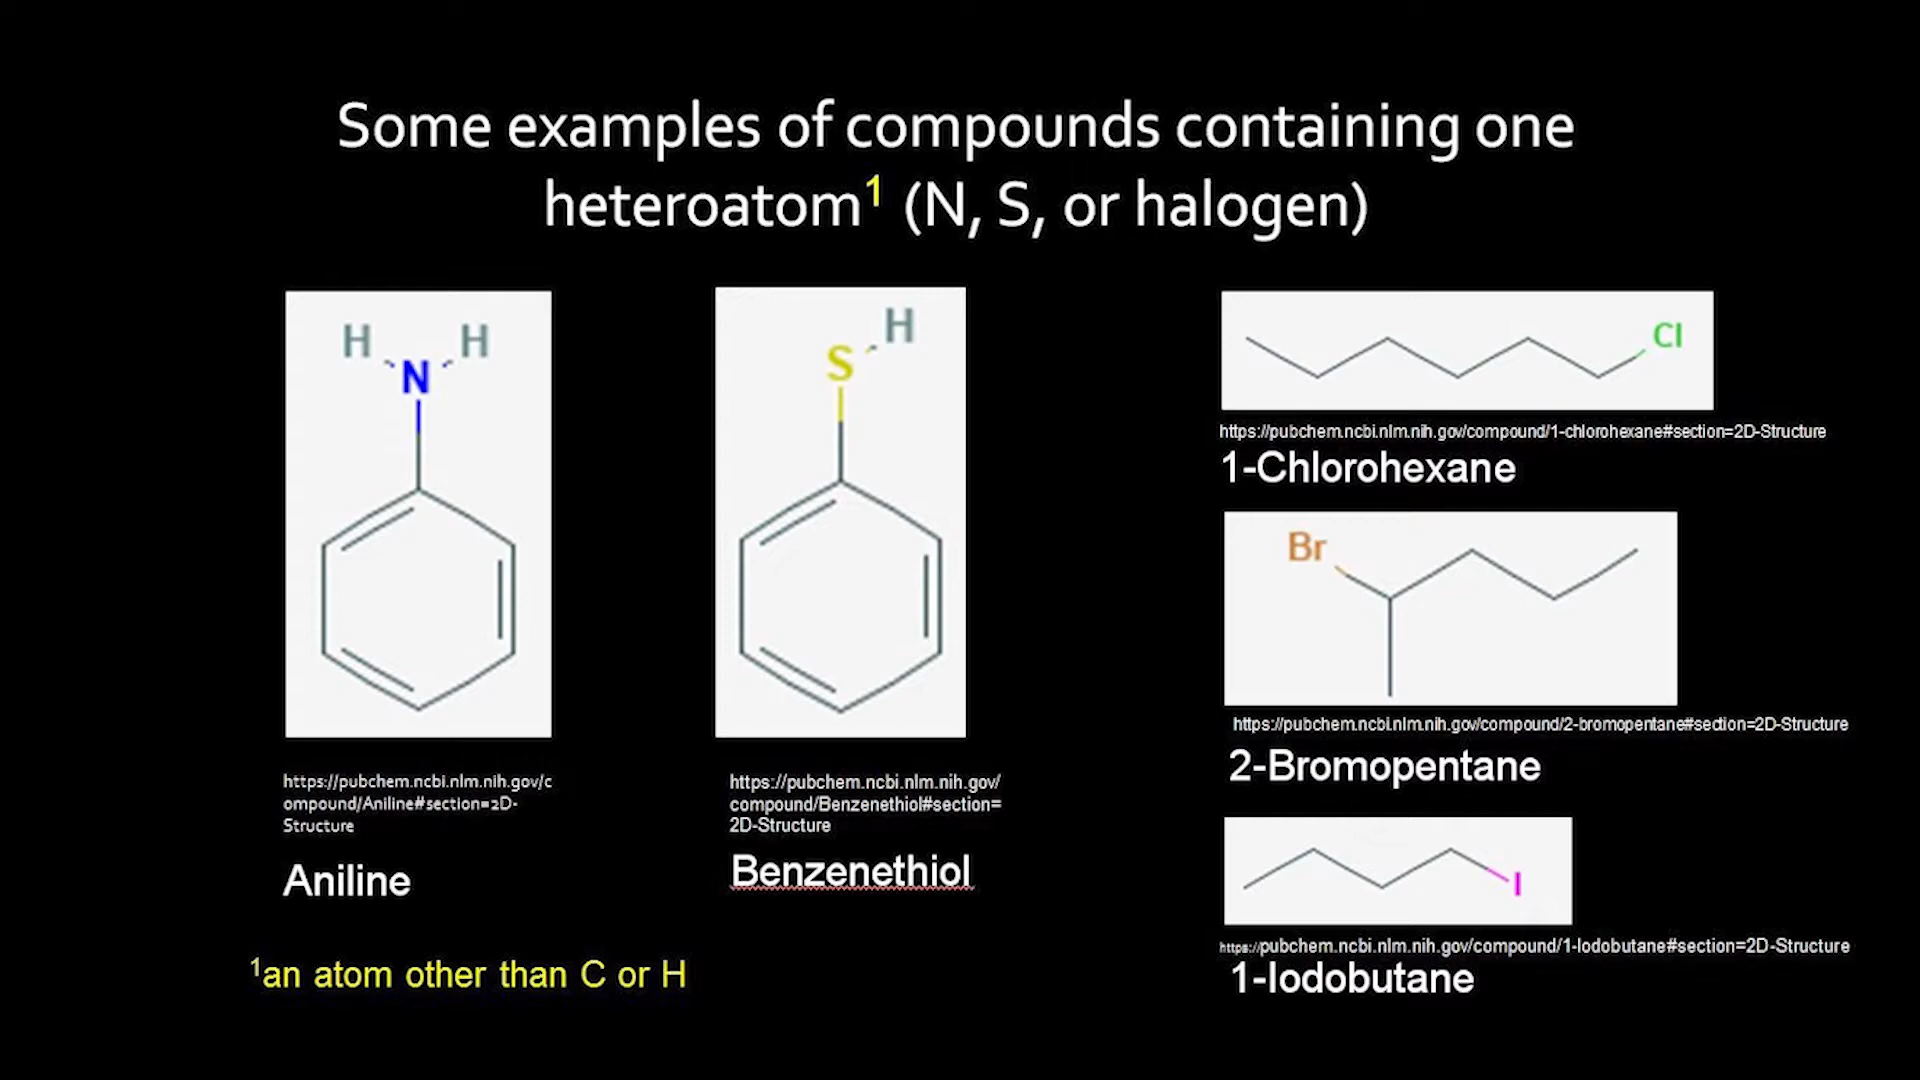 Some examples of compounds containing one
heteroatom¹ (N, S, or halogen)
H H
N
H
S
Cl
https://pubchem.ncbi.nlm.nih.gov/compound/1-chlorohexane#section=2D-Structure
1-Chlorohexane
Br
https://pubchem.ncbi.nlm.nih.gov/compound/2-bromopentane#section=2D-Structure
2-Bromopentane
https://pubchem.ncbi.nlm.nih.gov/c
ompound/Aniline#section=2D-
Structure
Aniline
https://pubchem.ncbi.nlm.nih.gov/
compound/Benzenethiol#section=
2D-Structure
Benzenethiol
I
https://pubchem.ncbi.nlm.nih.gov/compound/1-Iodobutane#section=2D-Structure
1-Iodobutane
¹an atom other than C or H